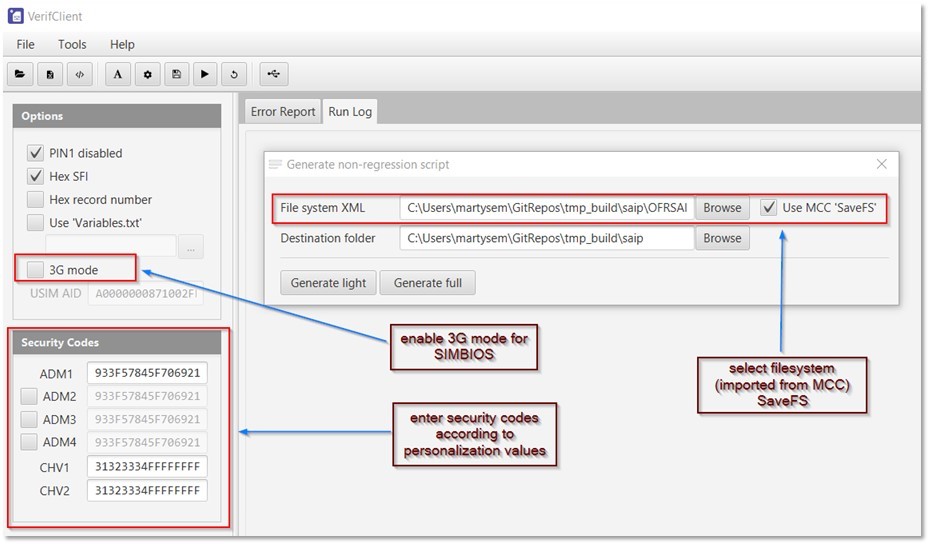 VerifClient
File Tools Help
Error Report Run Log
Options
PIN1 disabled
Hex SFI
Hex record number
Use 'Variables.txt'
...
3G mode
USIM AID A0000000871002F
Generate non-regression script
File system XML C:\Users\martysem\GitRepos\tmp_build\saip\OFRSAI Browse Use MCC 'SaveFS'
Destination folder C:\Users\martysem\GitRepos\tmp_build\saip Browse
Generate light Generate full
enable 3G mode for
SIMBIOS
select filesystem
(imported from MCC)
SaveFS
Security Codes
ADM1 933F57845F706921
ADM2 933F57845F706921
ADM3 933F57845F706921
ADM4 933F57845F706921
CHV1 31323334FFFFFFFF
CHV2 31323334FFFFFFFF
enter security codes
according to
personalization values